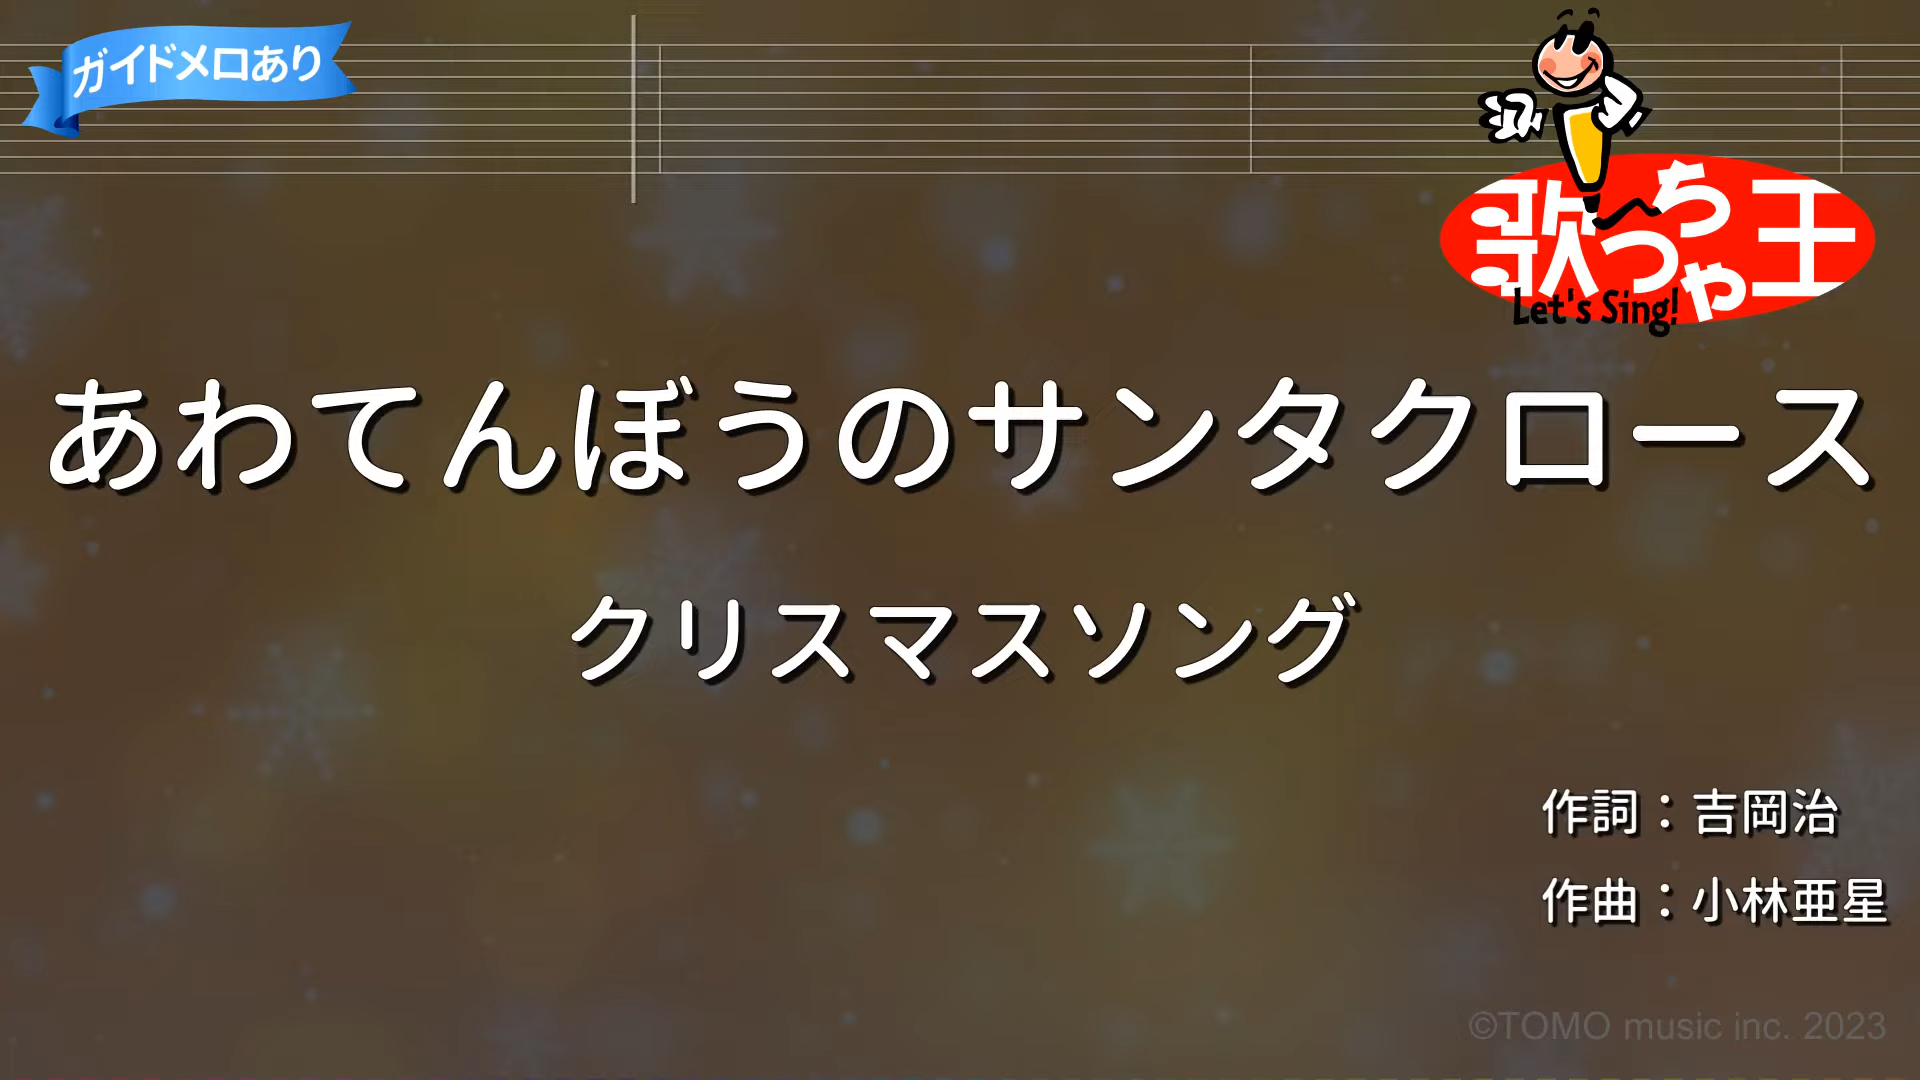 ガイドメロあり
歌っちゃ王
Let's Sing!
あわてんぼうのサンタクロース
クリスマスソング
作詞：吉岡治
作曲：小林亜星
©TOMO music inc. 2023